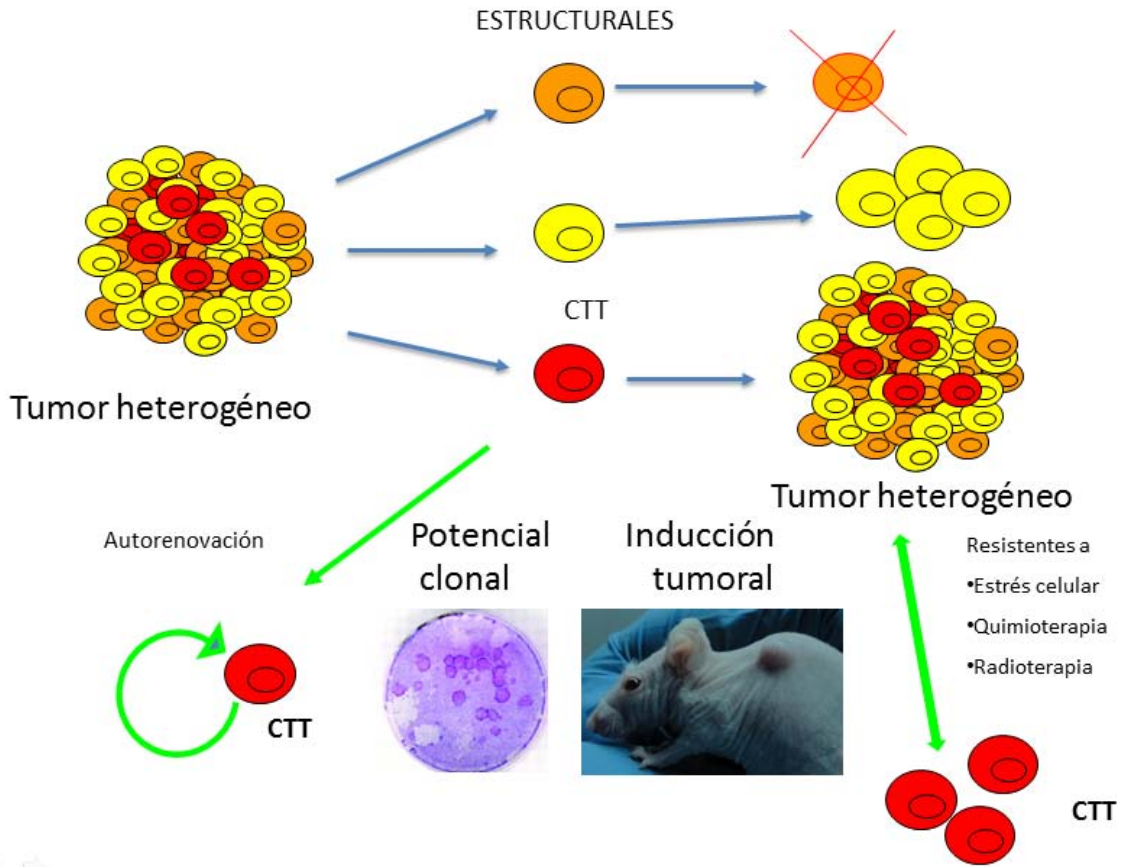 ESTRUCTURALES
CTT
Tumor heterogéneo
Tumor heterogéneo
Autorenovación
Potencial
clonal
Inducción
tumoral
Resistentes a
•Estrés celular
•Quimioterapia
•Radioterapia
CTT
CTT